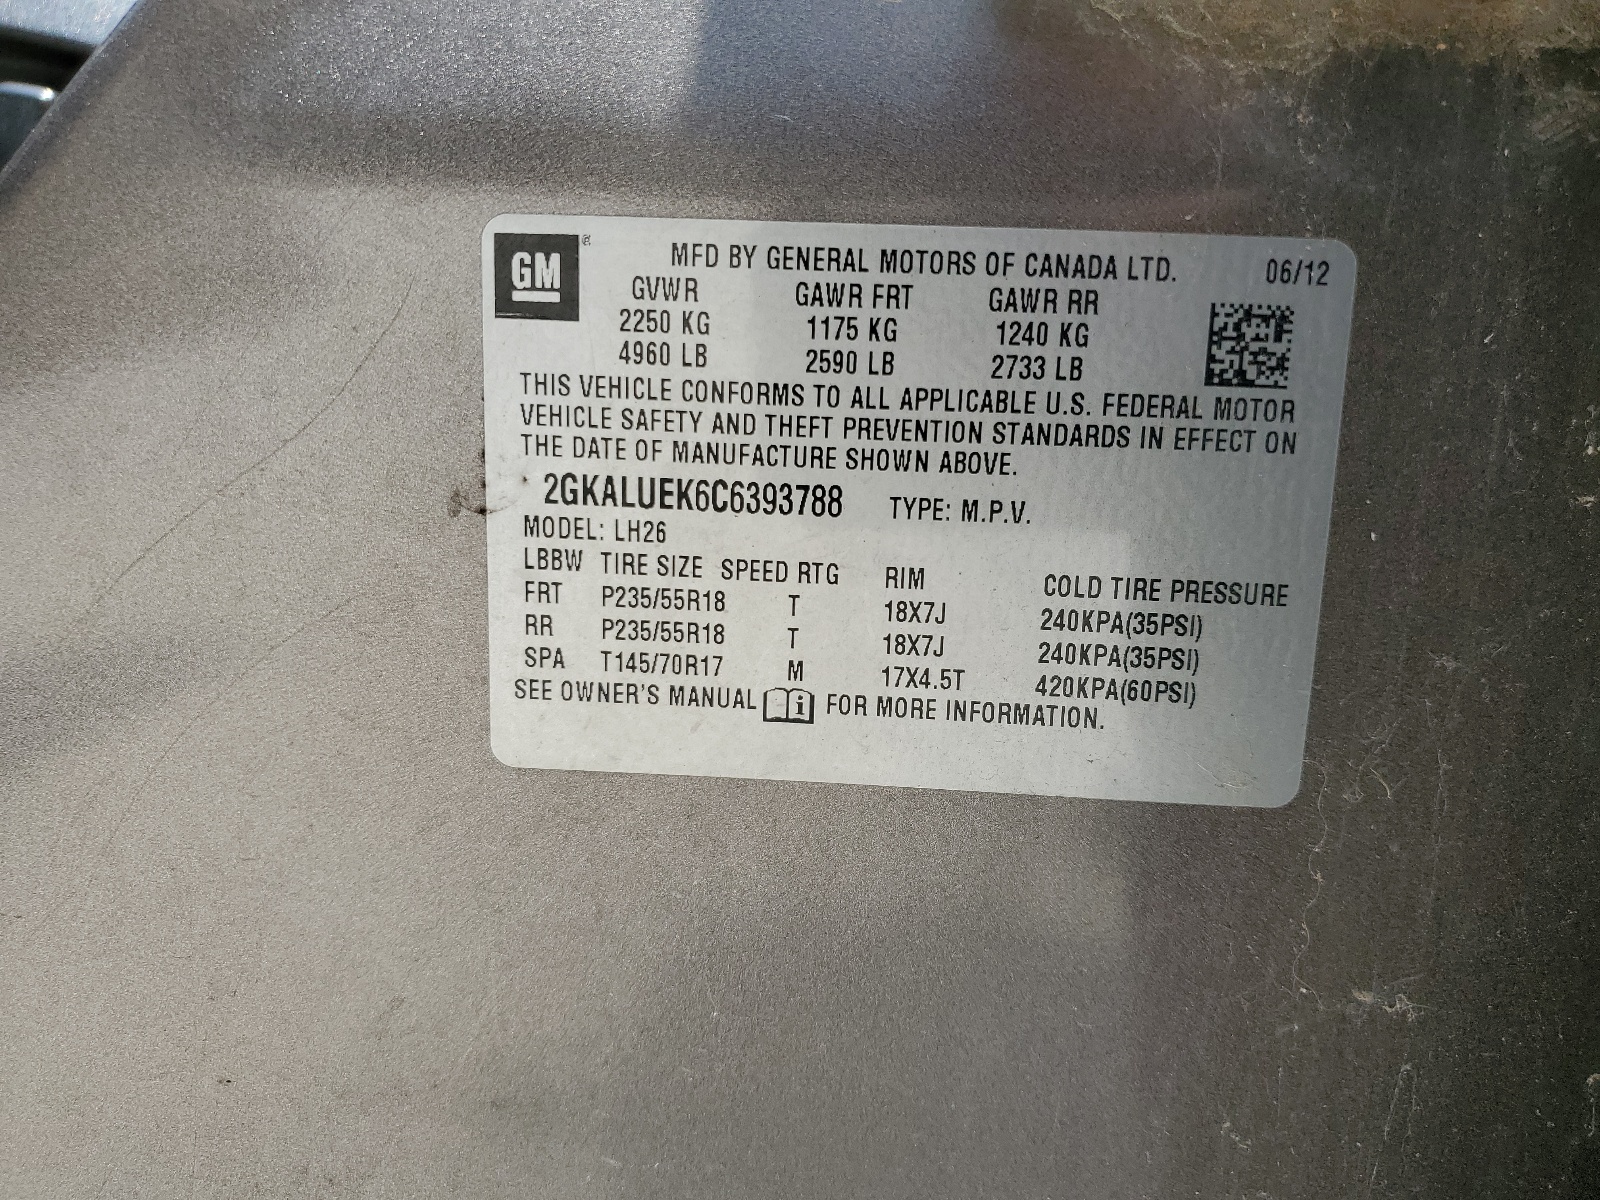 GM ®
MFD BY GENERAL MOTORS OF CANADA LTD. 06/12
GVWR GAWR FRT GAWR RR
2250 KG 1175 KG 1240 KG
4960 LB 2590 LB 2733 LB
THIS VEHICLE CONFORMS TO ALL APPLICABLE U.S. FEDERAL MOTOR
VEHICLE SAFETY AND THEFT PREVENTION STANDARDS IN EFFECT ON
THE DATE OF MANUFACTURE SHOWN ABOVE.
2GKALUEK6C6393788 TYPE: M.P.V.
MODEL: LH26
LBBW TIRE SIZE SPEED RTG RIM COLD TIRE PRESSURE
FRT P235/55R18 T 18X7J 240KPA(35PSI)
RR P235/55R18 T 18X7J 240KPA(35PSI)
SPA T145/70R17 M 17X4.5T 420KPA(60PSI)
SEE OWNER'S MANUAL i FOR MORE INFORMATION.